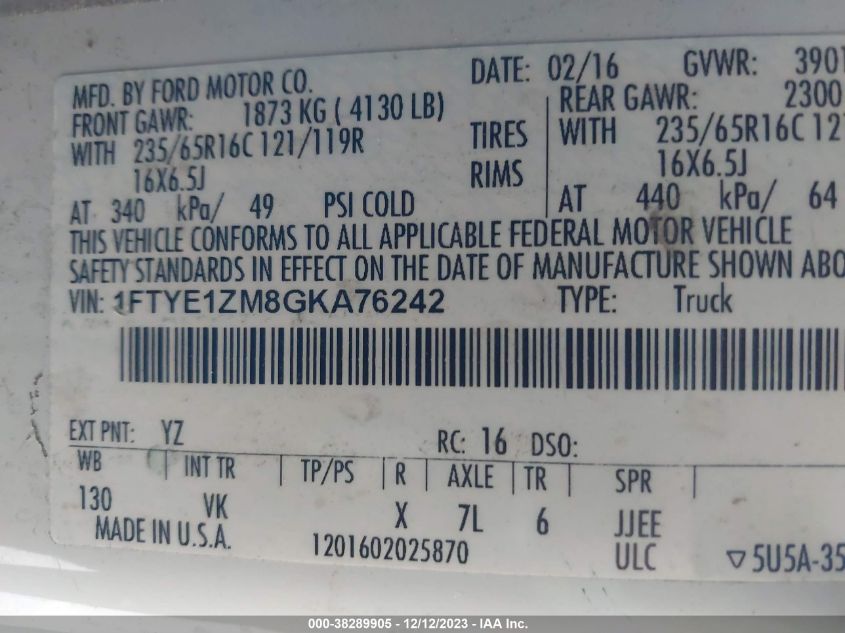 MFD. BY FORD MOTOR CO.
DATE: 02/16 GVWR: 3901
FRONT GAWR: 1873 KG ( 4130 LB)
REAR GAWR: 2300
WITH 235/65R16C 121/119R
TIRES
WITH 235/65R16C 12
16X6.5J
RIMS
16X6.5J
AT 340 kPa/ 49 PSI COLD
AT 440 kPa/ 64
THIS VEHICLE CONFORMS TO ALL APPLICABLE FEDERAL MOTOR VEHICLE
SAFETY STANDARDS IN EFFECT ON THE DATE OF MANUFACTURE SHOWN ABO
VIN: 1FTYE1ZM8GKA76242 TYPE: Truck
EXT PNT: YZ RC: 16 DSO:
WB INT TR TP/PS R AXLE TR SPR
130 VK X 7L 6 JJEE
MADE IN U.S.A. 1201602025870 ULC ▽5U5A-35
000-38289905 - 12/12/2023 - IAA Inc.